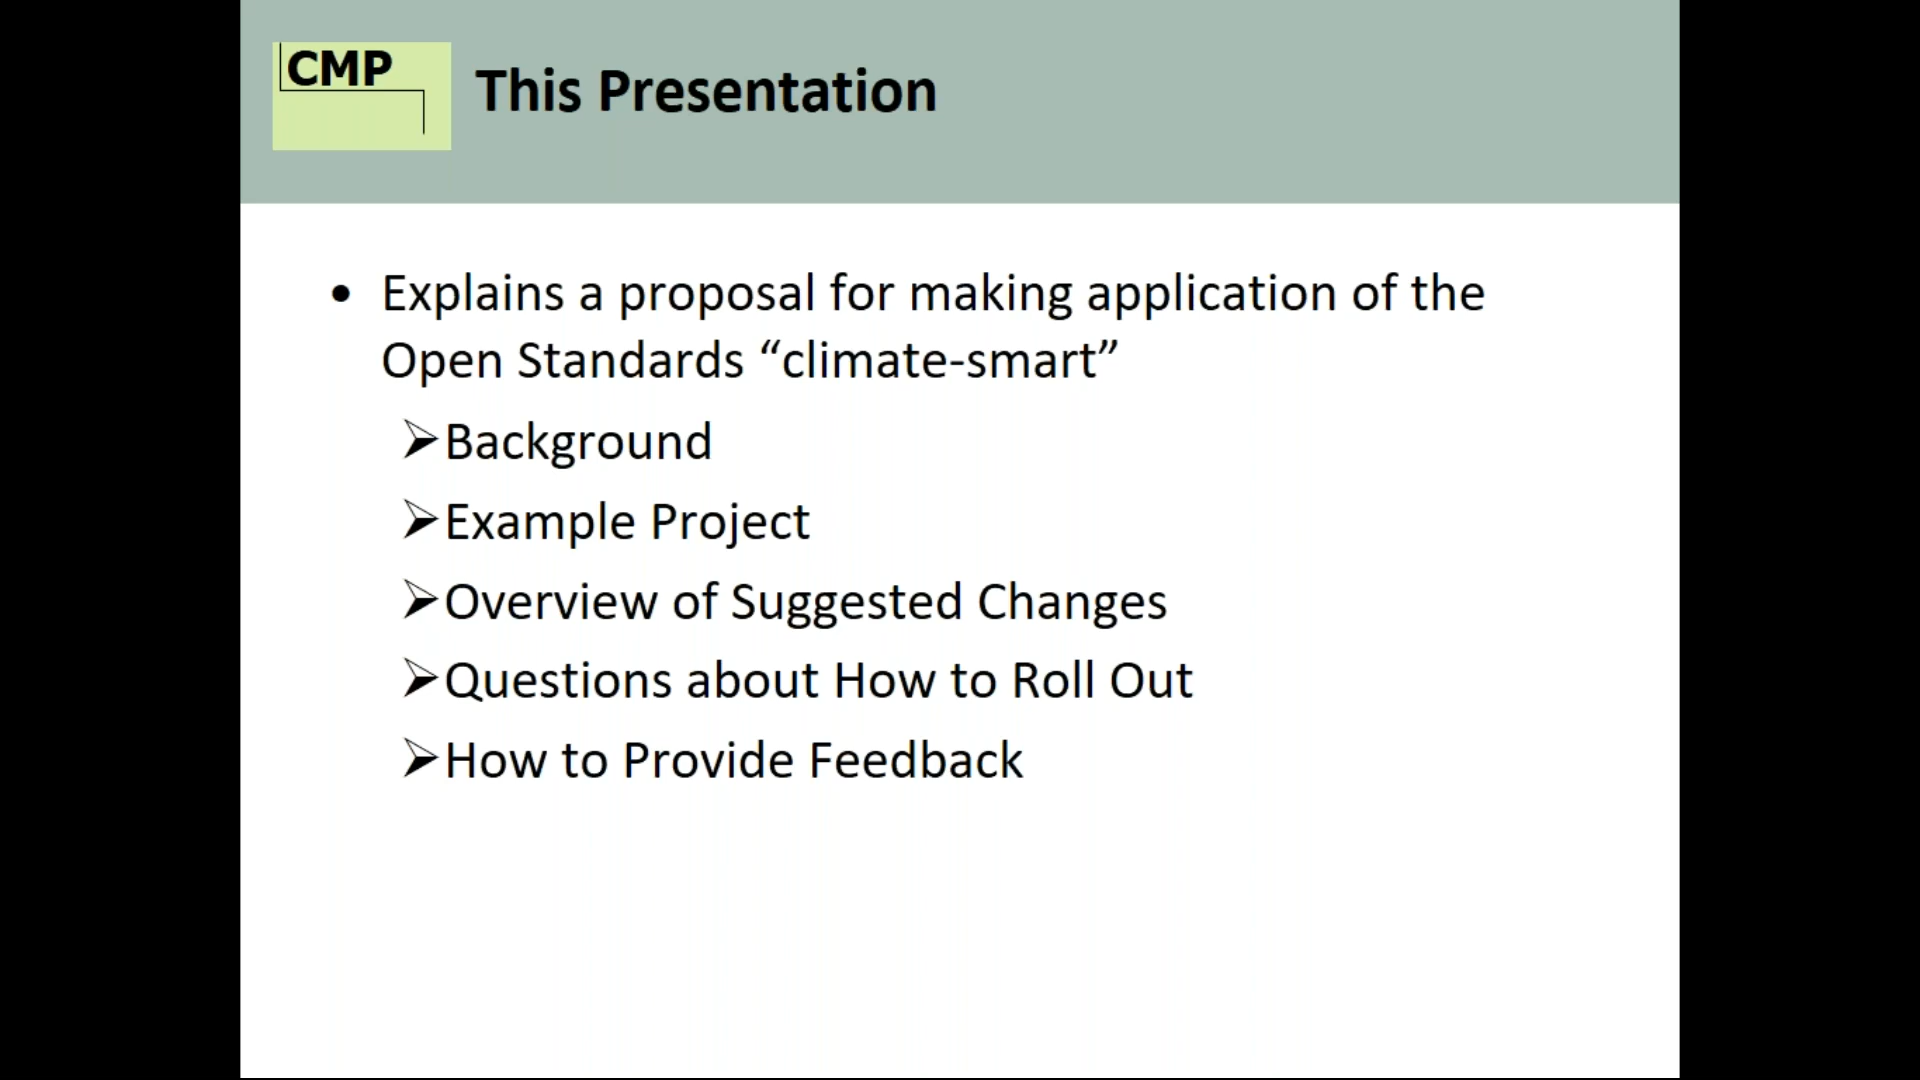 CMP
This Presentation
• Explains a proposal for making application of the
Open Standards “climate-smart”
➢Background
➢Example Project
➢Overview of Suggested Changes
➢Questions about How to Roll Out
➢How to Provide Feedback